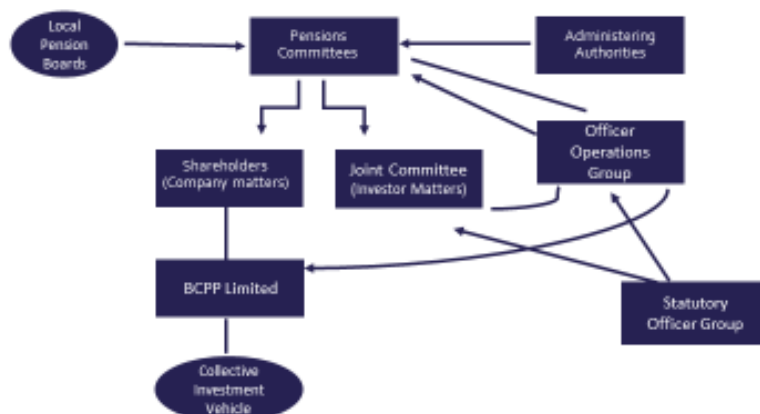 Local
Pension
Boards
Pensions
Committees
Administering
Authorities
Officer
Operations
Group
Shareholders
(Company matters)
Joint Committee
(Investor Matters)
BCPP Limited
Statutory
Officer Group
Collective
Investment
Vehicle